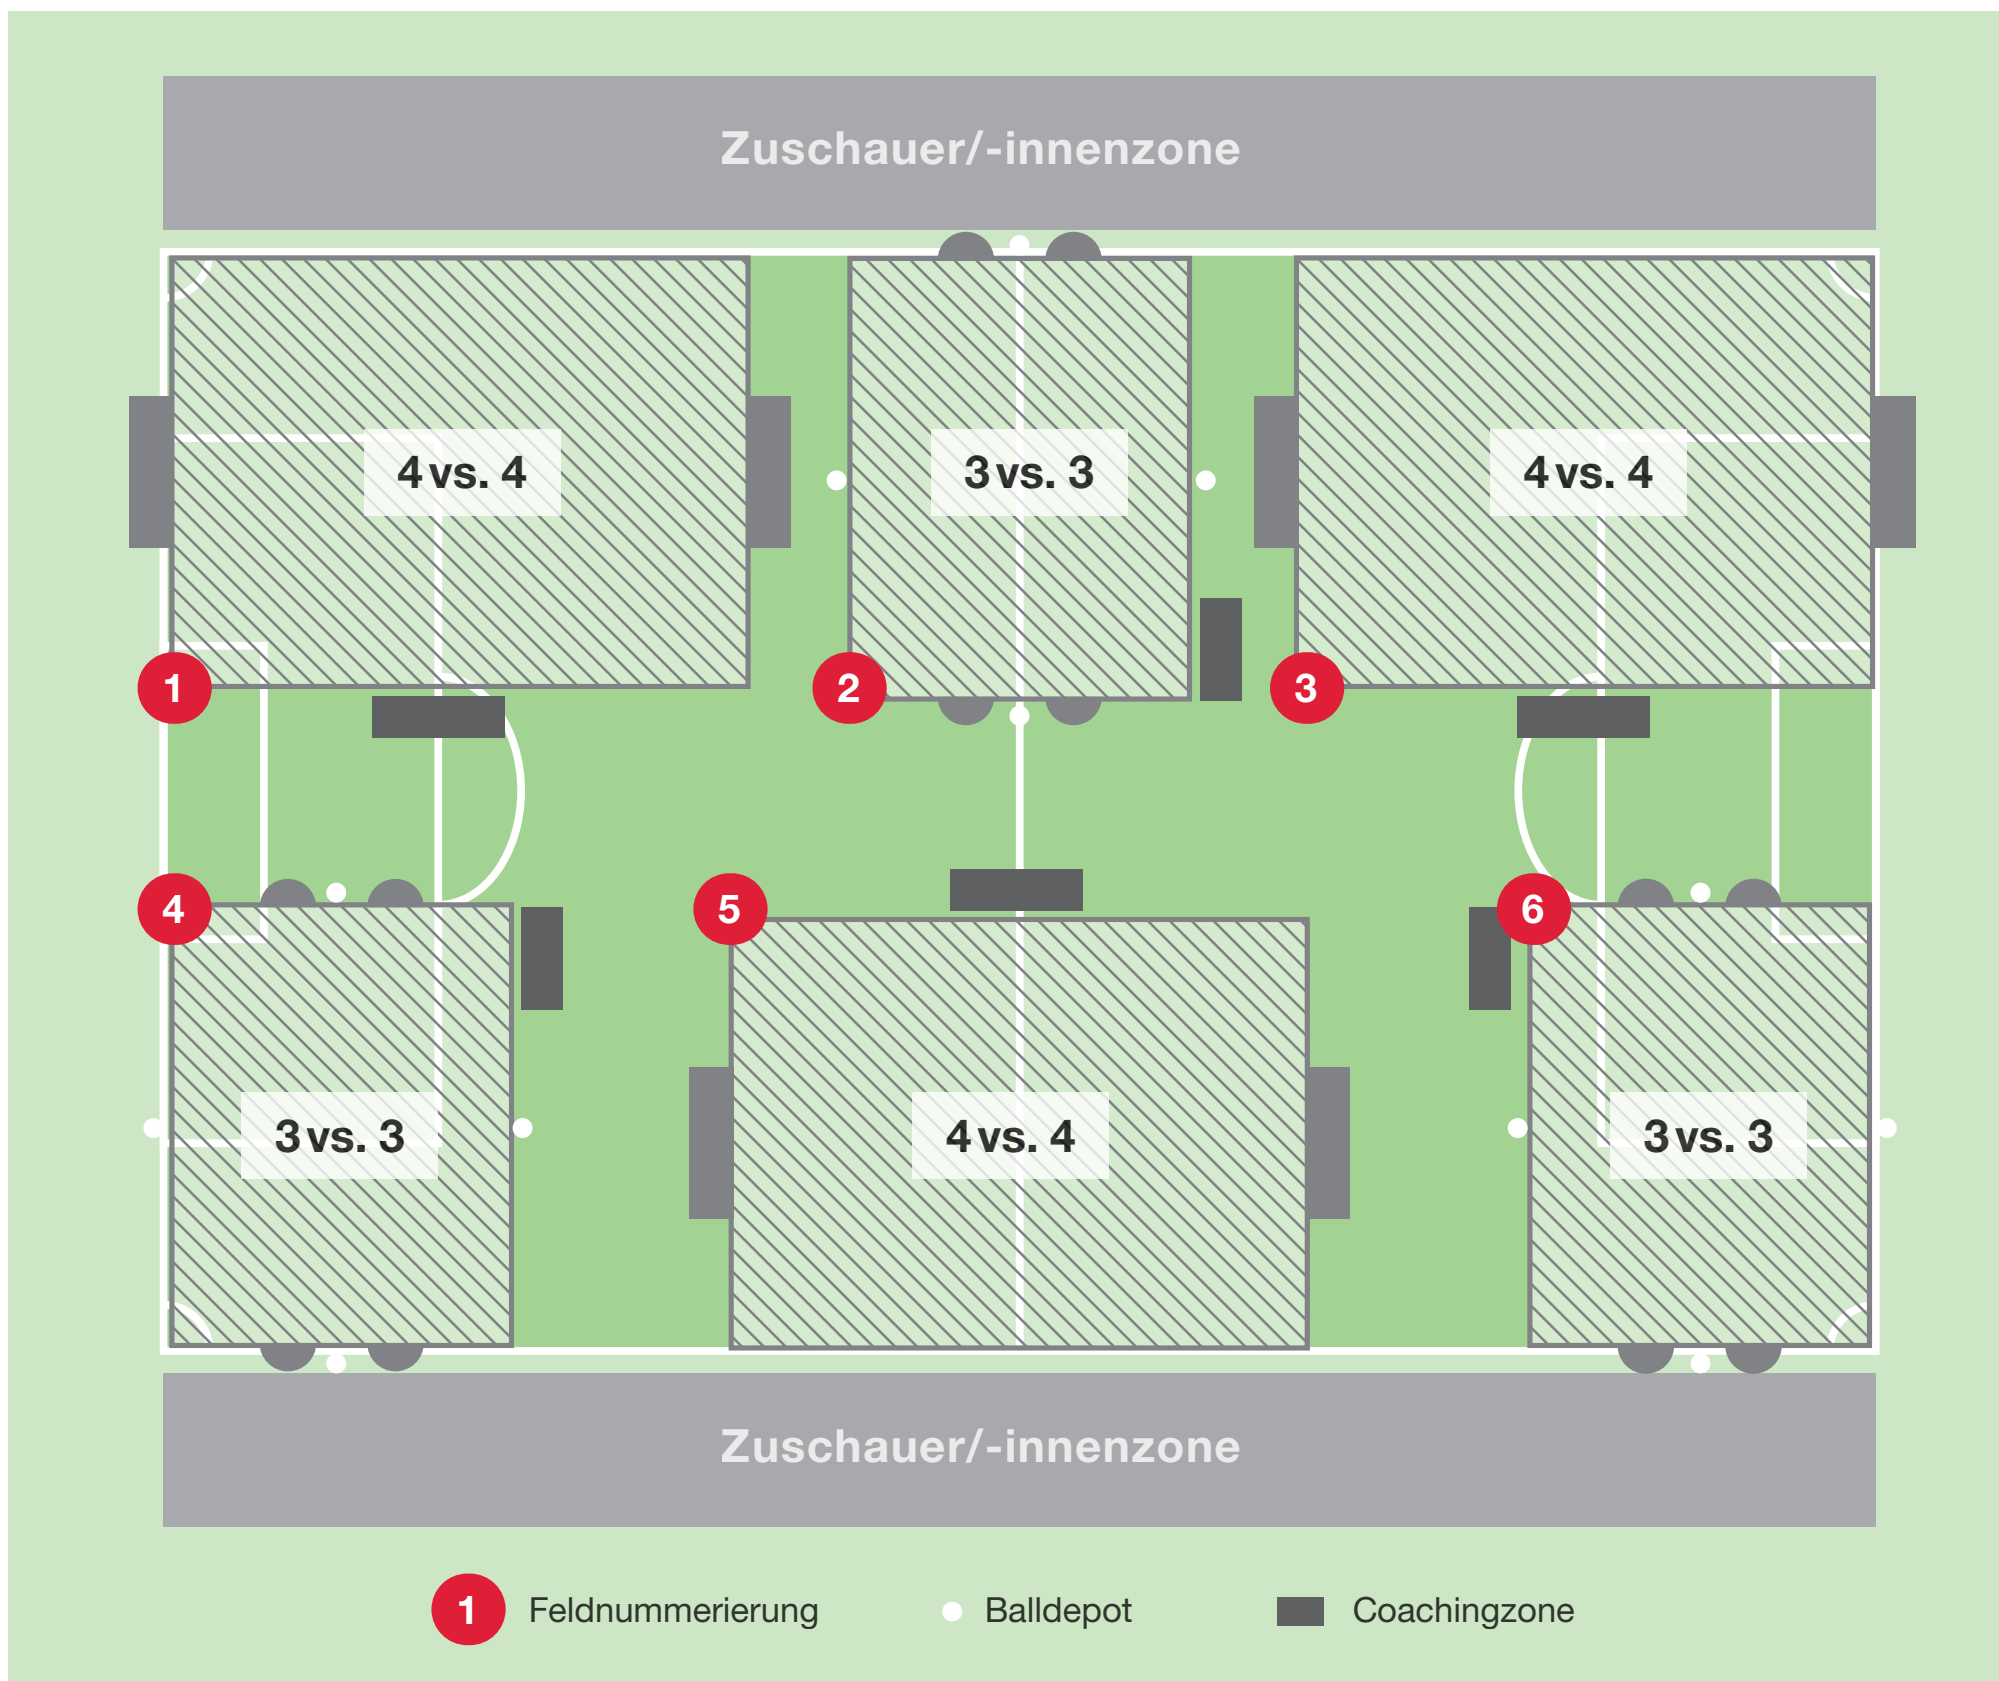 Zuschauer/-innenzone
4 vs. 4
3 vs. 3
4 vs. 4
1
2
3
4
5
6
3 vs. 3
4 vs. 4
3 vs. 3
Zuschauer/-innenzone
1 Feldnummerierung
Balldepot
Coachingzone